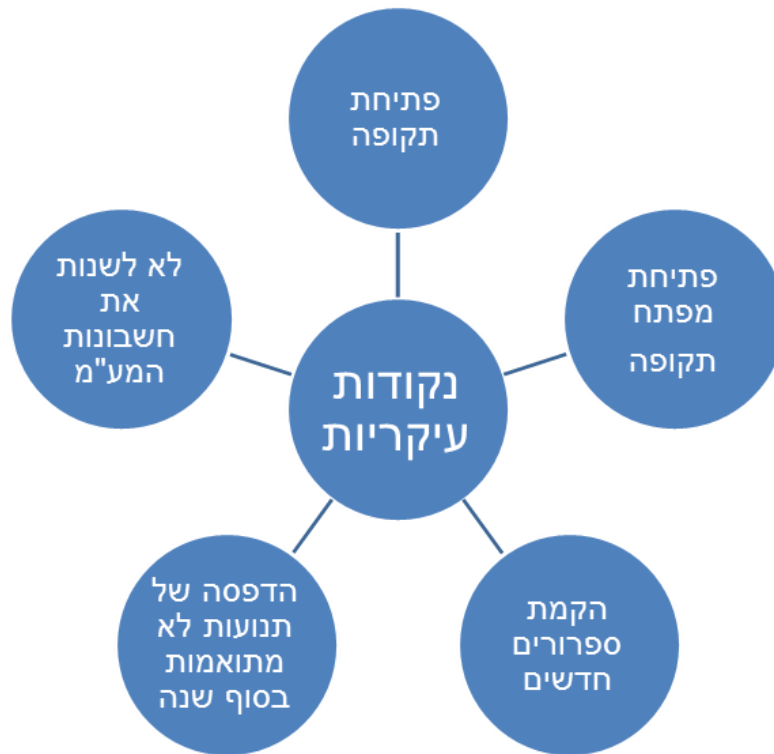 פתיחת
תקופה
פתיחת
מפתח
תקופה
הקמת
ספרורים
חדשים
הדפסה של
תנועות לא
מתואמות
בסוף שנה
לא לשנות
את
חשבונות
המע"מ
נקודות
עיקריות